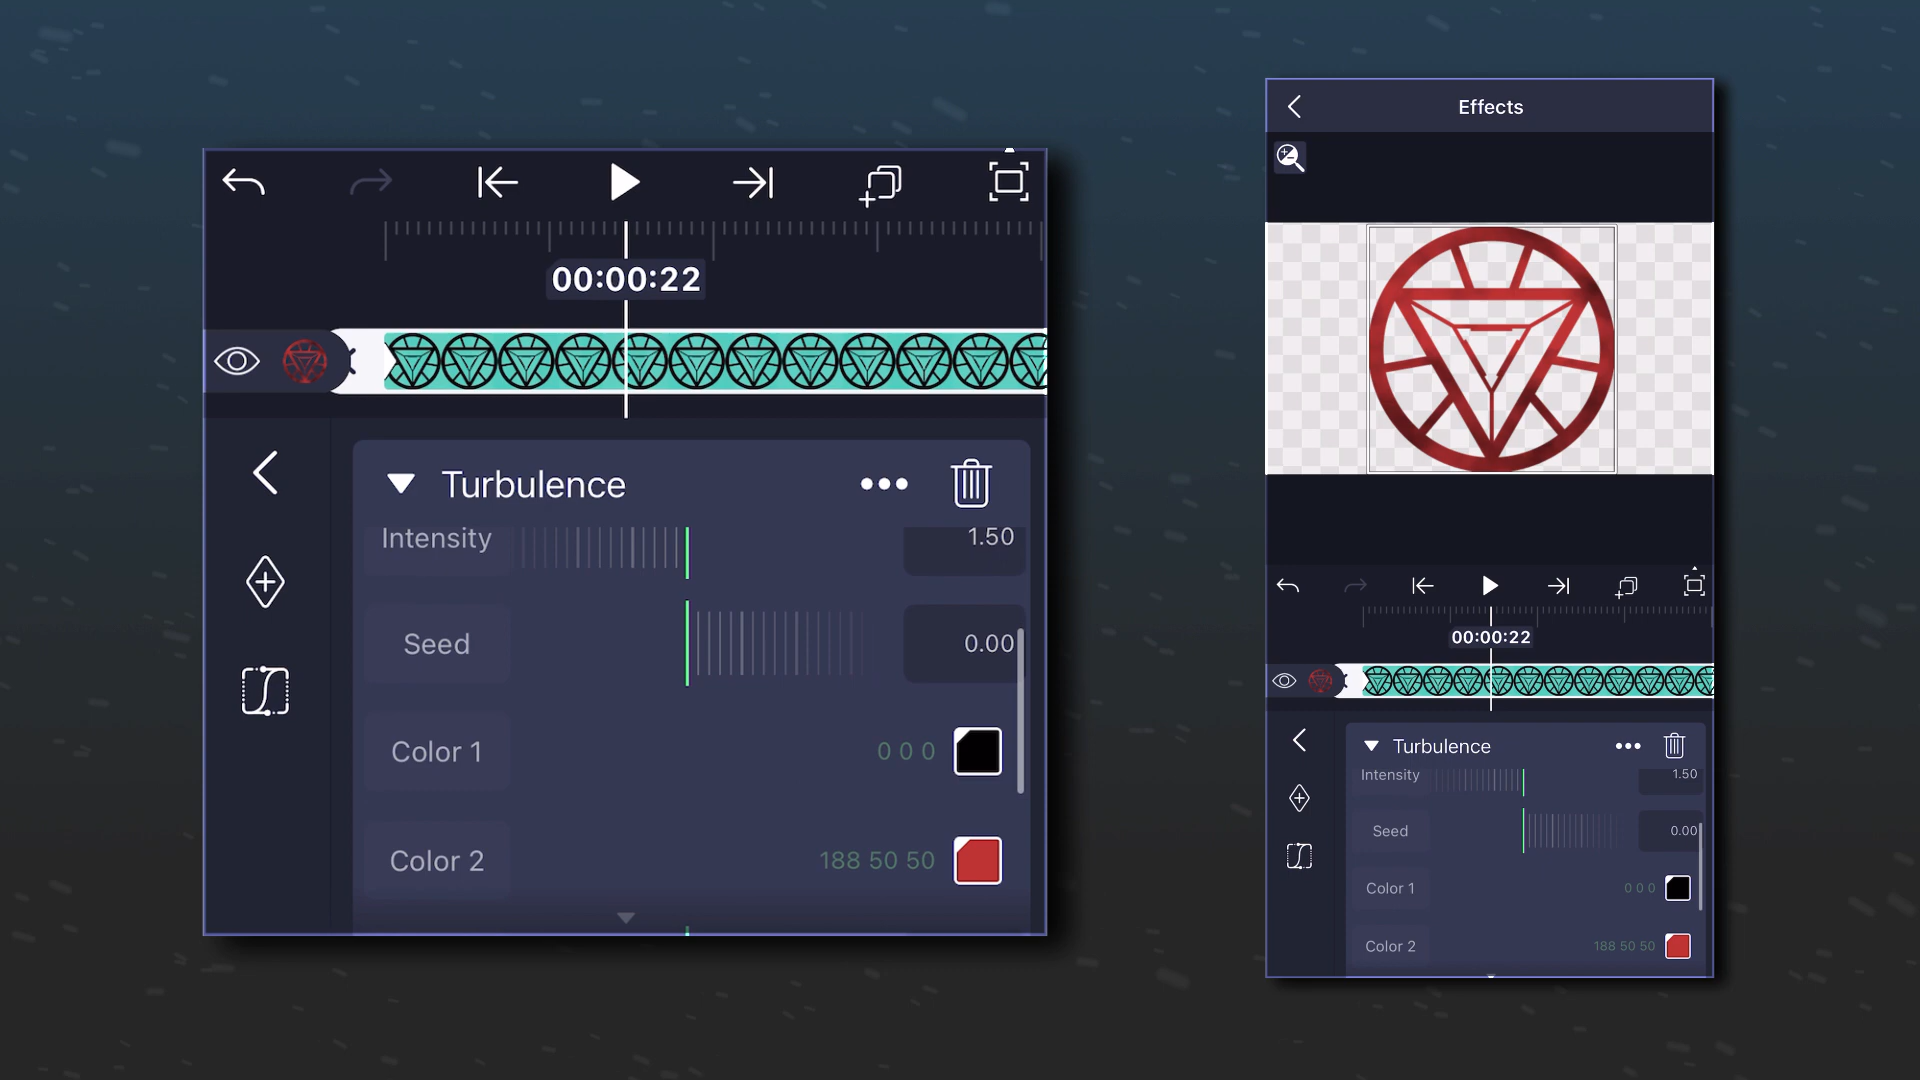 00:00:22
Turbulence
Intensity 1.50
Seed 0.00
Color 1 0 0 0
Color 2 188 50 50
Effects
00:00:22
Turbulence
Intensity 1.50
Seed 0.00
Color 1 0 0 0
Color 2 188 50 50